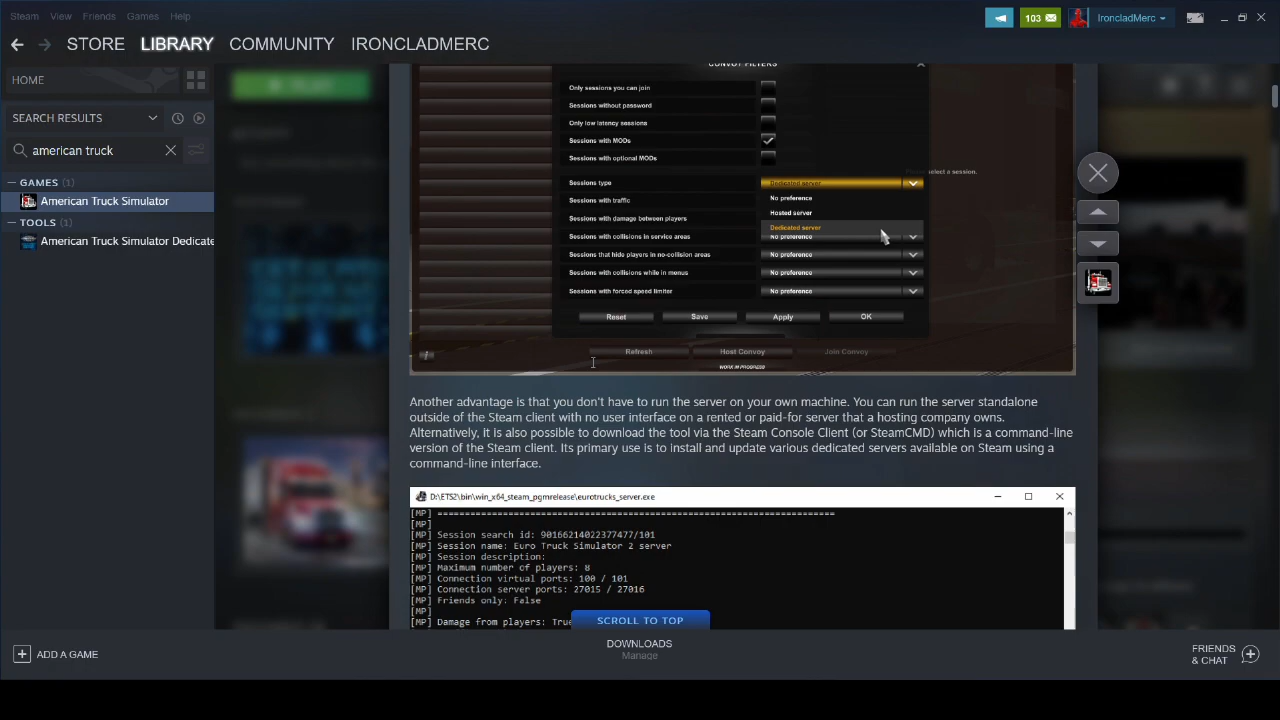 Steam View Friends Games Help
103 IroncladMerc
STORE LIBRARY COMMUNITY IRONCLADMERC
HOME
SEARCH RESULTS
american truck
— GAMES (1)
American Truck Simulator
— TOOLS (1)
American Truck Simulator Dedicate
CONVOY FILTERS
Only sessions you can join
Sessions without password
Only low latency sessions
Sessions with MODs
Sessions with optional MODs
Please select a session.
Sessions type Dedicated server
No preference
Sessions with traffic
Hosted server
Sessions with damage between players
Dedicated server
Sessions with collisions in service areas No preference
Sessions that hide players in no-collision areas No preference
Sessions with collisions while in menus No preference
Sessions with forced speed limiter No preference
Reset Save Apply OK
Refresh Host Convoy Join Convoy
WORK IN PROGRESS
Another advantage is that you don't have to run the server on your own machine. You can run the server standalone
outside of the Steam client with no user interface on a rented or paid-for server that a hosting company owns.
Alternatively, it is also possible to download the tool via the Steam Console Client (or SteamCMD) which is a command-line
version of the Steam client. Its primary use is to install and update various dedicated servers available on Steam using a
command-line interface.
D:\ETS2\bin\win_x64_steam_pgmrelease\eurotrucks_server.exe
[MP] ==================================================================
[MP]
[MP] Session search id: 90166214022377477/101
[MP] Session name: Euro Truck Simulator 2 server
[MP] Session description:
[MP] Maximum number of players: 8
[MP] Connection virtual ports: 100 / 101
[MP] Connection server ports: 27015 / 27016
[MP] Friends only: False
[MP]
[MP] Damage from players: True
SCROLL TO TOP
ADD A GAME
DOWNLOADS
Manage
FRIENDS
& CHAT